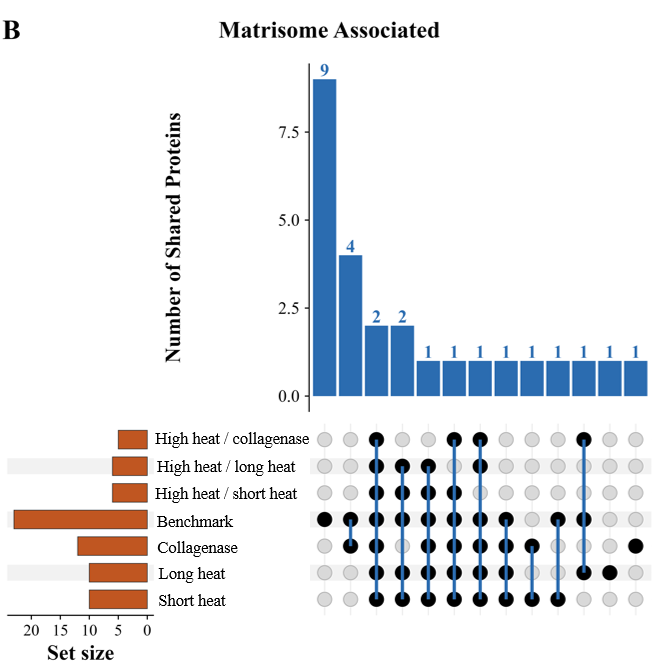 B
Matrisome Associated
Number of Shared Proteins
9
7.5
5.0
4
2.5
2 2
1 1 1 1 1 1 1 1 1
0.0
High heat / collagenase
High heat / long heat
High heat / short heat
Benchmark
Collagenase
Long heat
Short heat
20 15 10 5 0
Set size